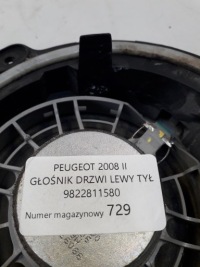 PEUGEOT 2008 II
GŁOŚNIK DRZWI LEWY TYŁ
9822811580
Numer magazynowy 729